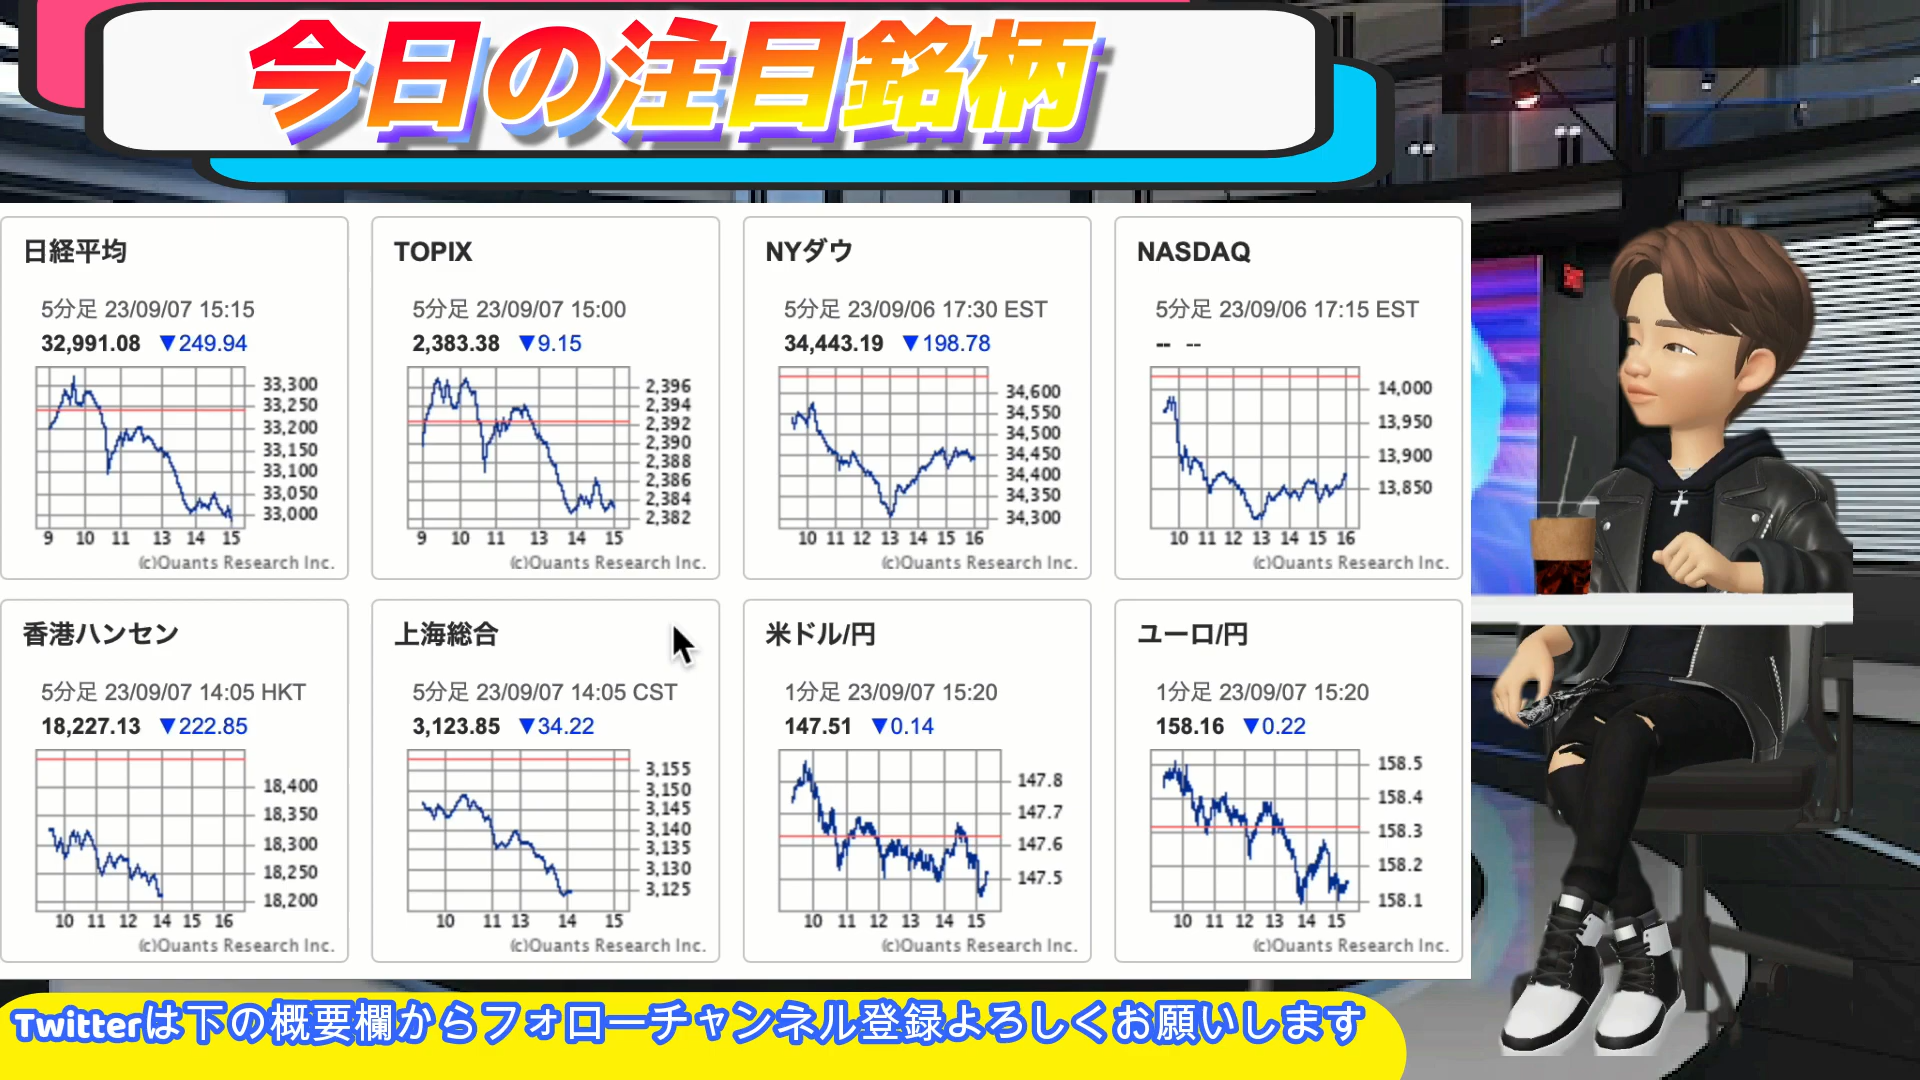 今日の注目銘柄
日経平均
5分足 23/09/07 15:15
32,991.08 ▼249.94
33,300
33,250
33,200
33,150
33,100
33,050
33,000
9 10 11 13 14 15
(c)Quants Research Inc.
TOPIX
5分足 23/09/07 15:00
2,383.38 ▼9.15
2,396
2,394
2,392
2,390
2,388
2,386
2,384
2,382
9 10 11 13 14 15
(c)Quants Research Inc.
NYダウ
5分足 23/09/06 17:30 EST
34,443.19 ▼198.78
34,600
34,550
34,500
34,450
34,400
34,350
34,300
10 11 12 13 14 15 16
(c)Quants Research Inc.
NASDAQ
5分足 23/09/06 17:15 EST
-- --
14,000
13,950
13,900
13,850
10 11 12 13 14 15 16
(c)Quants Research Inc.
香港ハンセン
5分足 23/09/07 14:05 HKT
18,227.13 ▼222.85
18,400
18,350
18,300
18,250
18,200
10 11 12 14 15 16
(c)Quants Research Inc.
上海総合
5分足 23/09/07 14:05 CST
3,123.85 ▼34.22
3,155
3,150
3,145
3,140
3,135
3,130
3,125
10 11 13 14 15
(c)Quants Research Inc.
米ドル/円
1分足 23/09/07 15:20
147.51 ▼0.14
147.8
147.7
147.6
147.5
10 11 12 13 14 15
(c)Quants Research Inc.
ユーロ/円
1分足 23/09/07 15:20
158.16 ▼0.22
158.5
158.4
158.3
158.2
158.1
10 11 12 13 14 15
(c)Quants Research Inc.
Twitterは下の概要欄からフォローチャンネル登録よろしくお願いします